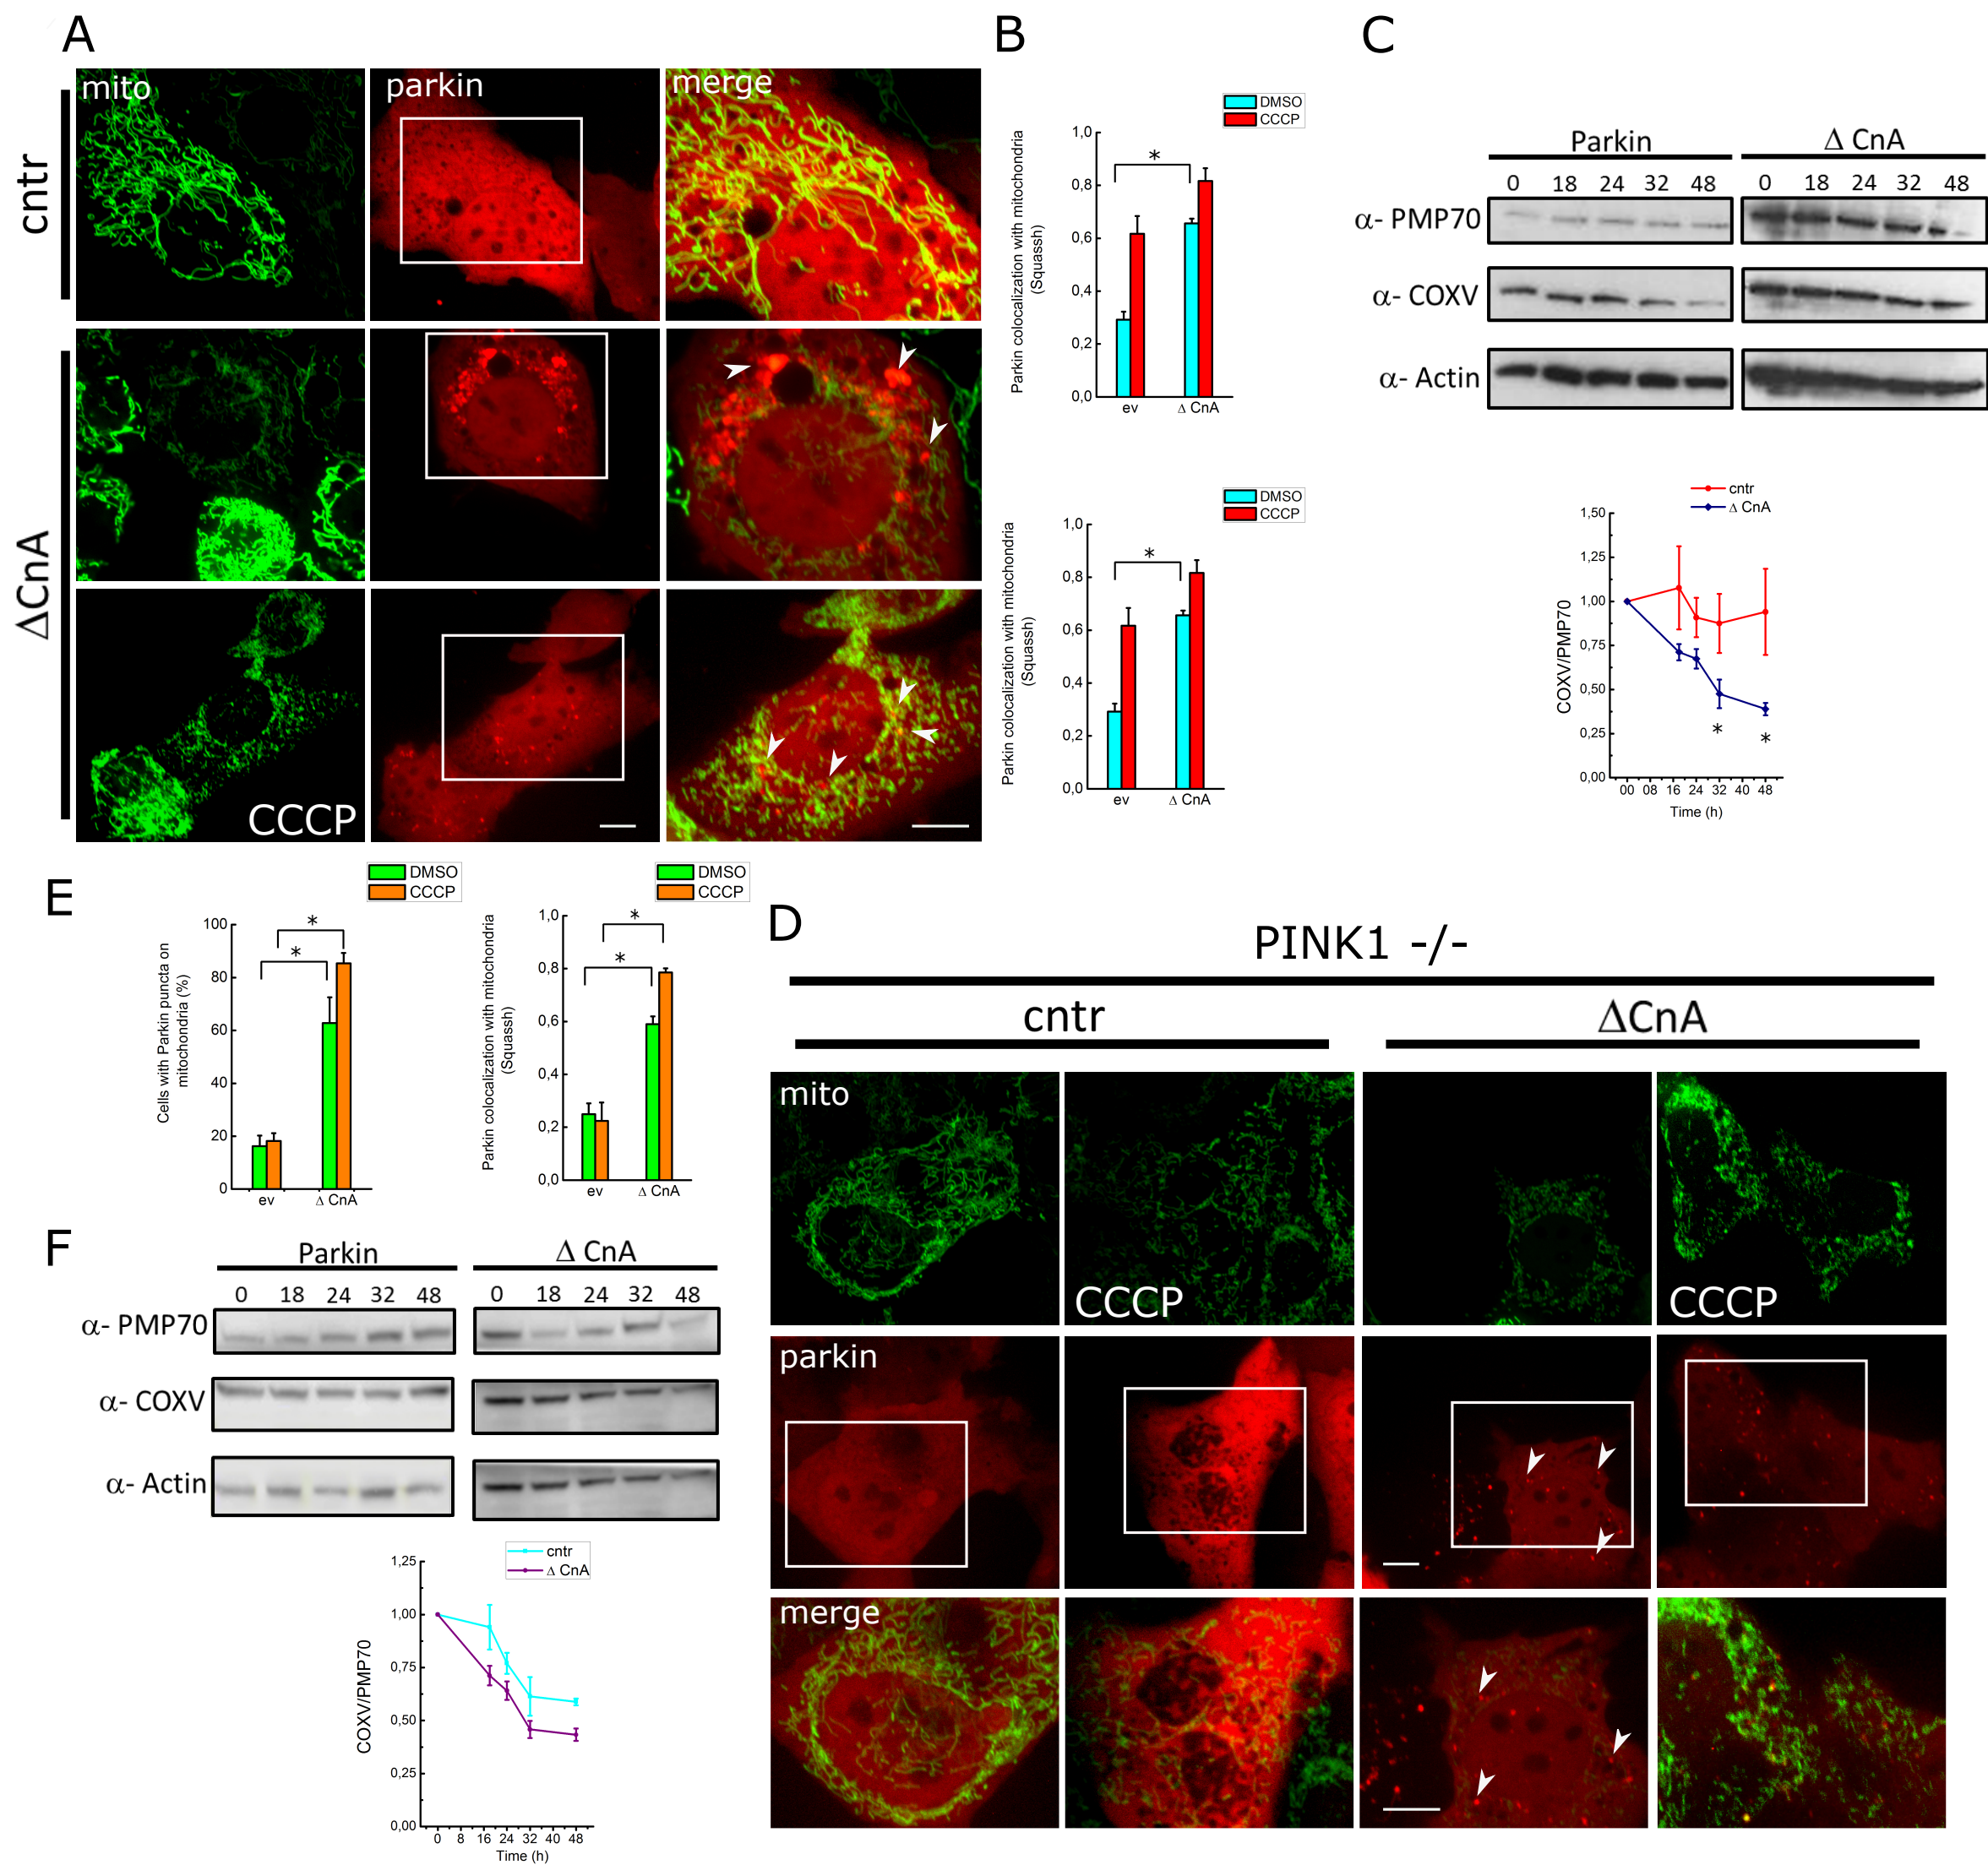 A
mito
parkin
merge
cntr
ΔCnA
CCCP
B
DMSO
CCCP
Parkin colocalization with mitochondria
(Squassh)
1,0
0,8
0,6
0,4
0,2
0,0
*
ev
Δ CnA
DMSO
CCCP
Parkin colocalization with mitochondria
(Squassh)
1,0
0,8
0,6
0,4
0,2
0,0
*
ev
Δ CnA
C
Parkin
Δ CnA
0 18 24 32 48
0 18 24 32 48
α- PMP70
α- COXV
α- Actin
cntr
Δ CnA
COXV/PMP70
1,50
1,25
1,00
0,75
0,50
0,25
0,00
*
*
00 08 16 24 32 40 48
Time (h)
E
DMSO
CCCP
Cells with Parkin puncta on
mitochondria (%)
100
80
60
40
20
0
*
*
ev
Δ CnA
DMSO
CCCP
Parkin colocalization with mitochondria
(Squassh)
1,0
0,8
0,6
0,4
0,2
0,0
*
*
ev
Δ CnA
D
PINK1 -/-
cntr
ΔCnA
mito
CCCP
CCCP
parkin
merge
F
Parkin
Δ CnA
0 18 24 32 48
0 18 24 32 48
α- PMP70
α- COXV
α- Actin
cntr
Δ CnA
COXV/PMP70
1,25
1,00
0,75
0,50
0,25
0,00
0 8 16 24 32 40 48
Time (h)